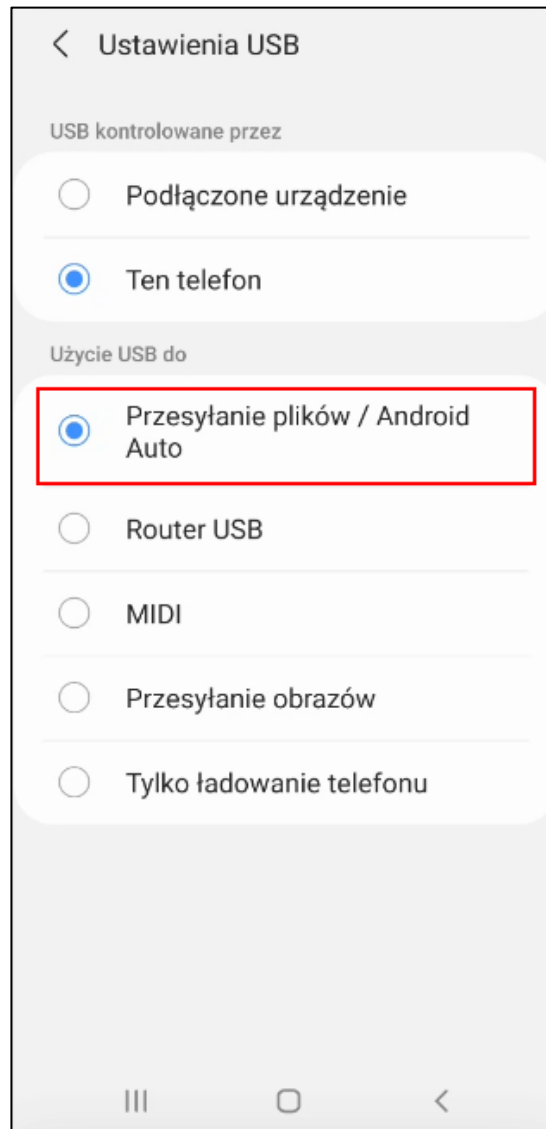 Ustawienia USB
USB kontrolowane przez
Podłączone urządzenie
Ten telefon
Użycie USB do
Przesyłanie plików / Android
Auto
Router USB
MIDI
Przesyłanie obrazów
Tylko ładowanie telefonu